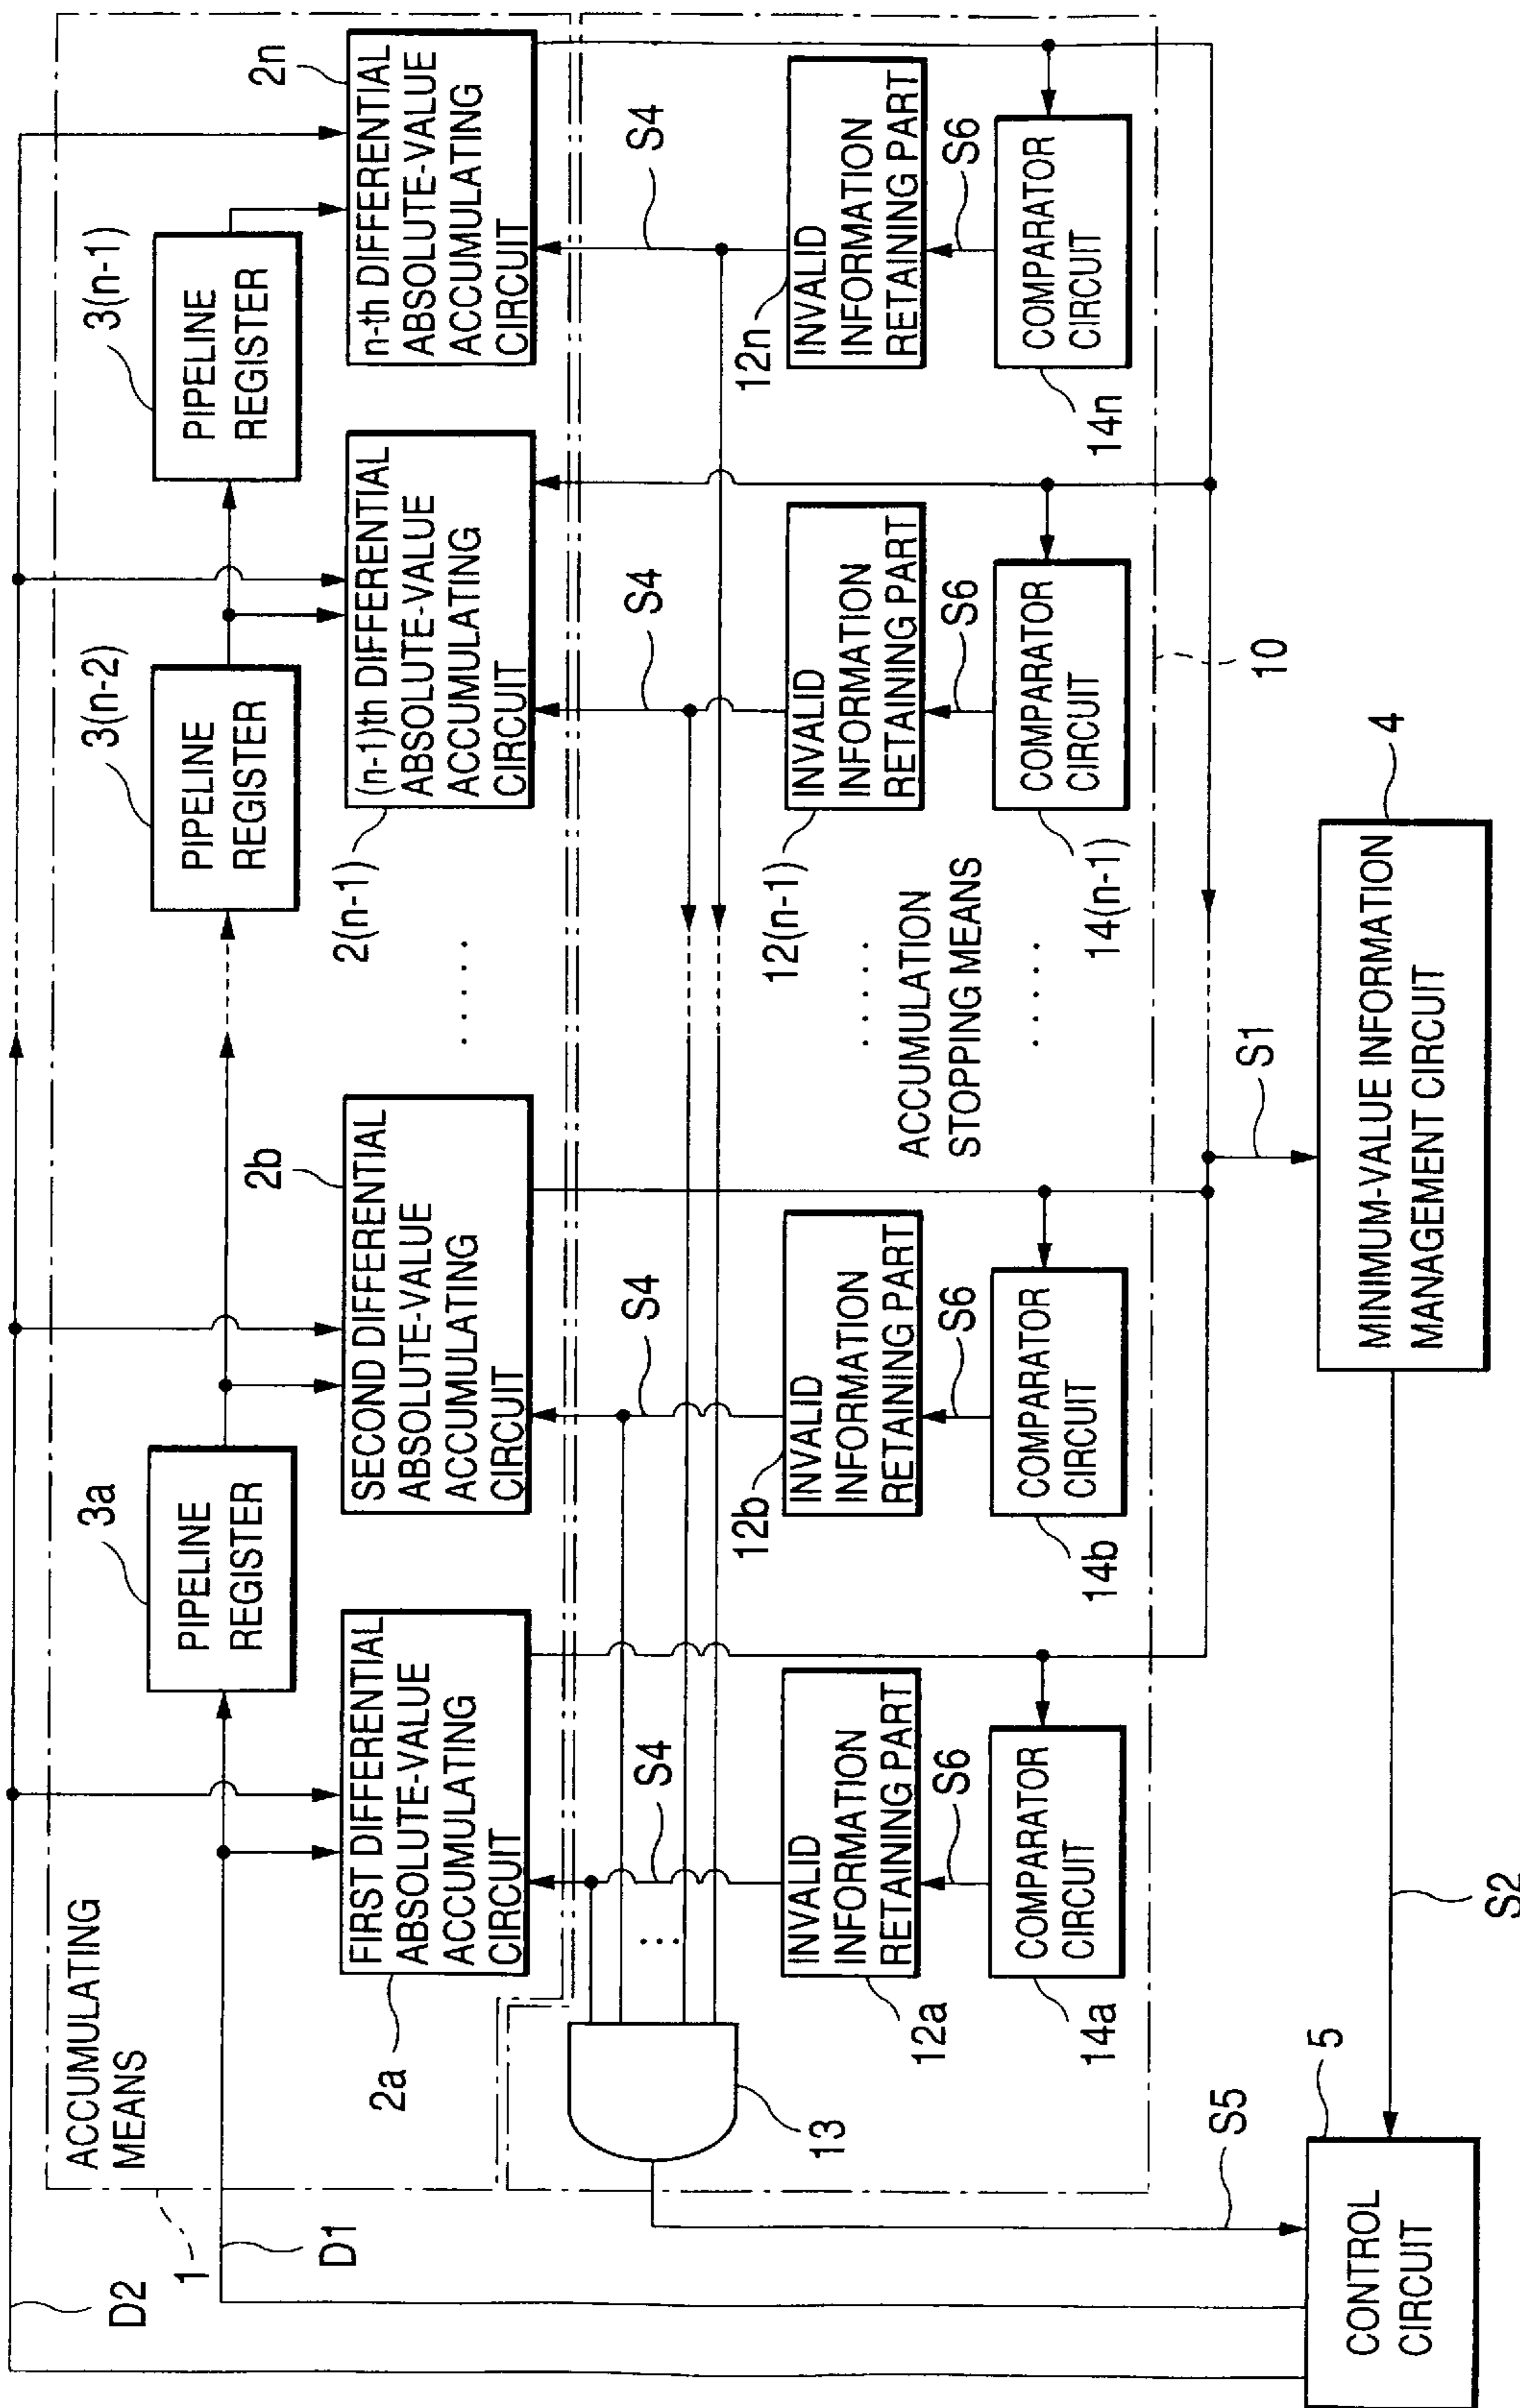 D2
D1
1
ACCUMULATING
MEANS
3a
PIPELINE
REGISTER
3(n-2)
PIPELINE
REGISTER
3(n-1)
PIPELINE
REGISTER
2a
FIRST DIFFERENTIAL
ABSOLUTE-VALUE
ACCUMULATING
CIRCUIT
2b
SECOND DIFFERENTIAL
ABSOLUTE-VALUE
ACCUMULATING
CIRCUIT
.....
2(n-1)
(n-1)th DIFFERENTIAL
ABSOLUTE-VALUE
ACCUMULATING
CIRCUIT
2n
n-th DIFFERENTIAL
ABSOLUTE-VALUE
ACCUMULATING
CIRCUIT
13
...
S4
S4
S4
S4
12a
INVALID
INFORMATION
RETAINING PART
12b
INVALID
INFORMATION
RETAINING PART
.....
12(n-1)
INVALID
INFORMATION
RETAINING PART
12n
INVALID
INFORMATION
RETAINING PART
ACCUMULATION
STOPPING MEANS
S6
S6
S6
S6
14a
COMPARATOR
CIRCUIT
14b
COMPARATOR
CIRCUIT
.....
14(n-1)
COMPARATOR
CIRCUIT
14n
COMPARATOR
CIRCUIT
10
S5
S1
5
CONTROL
CIRCUIT
S2
4
MINIMUM-VALUE INFORMATION
MANAGEMENT CIRCUIT